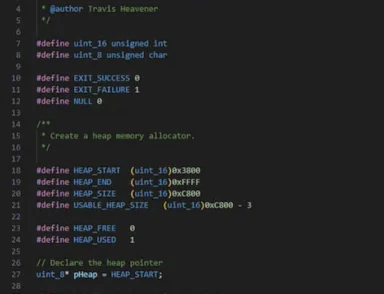 4 * @author Travis Heavener
5 */
6
7 #define uint_16 unsigned int
8 #define uint_8 unsigned char
9
10 #define EXIT_SUCCESS 0
11 #define EXIT_FAILURE 1
12 #define NULL 0
13
14 /**
15 * Create a heap memory allocator.
16 */
17
18 #define HEAP_START (uint_16)0x3800
19 #define HEAP_END (uint_16)0xFFFF
20 #define HEAP_SIZE (uint_16)0xC800
21 #define USABLE_HEAP_SIZE (uint_16)0xC800 - 3
22
23 #define HEAP_FREE 0
24 #define HEAP_USED 1
25
26 // Declare the heap pointer
27 uint_8* pHeap = HEAP_START;
28